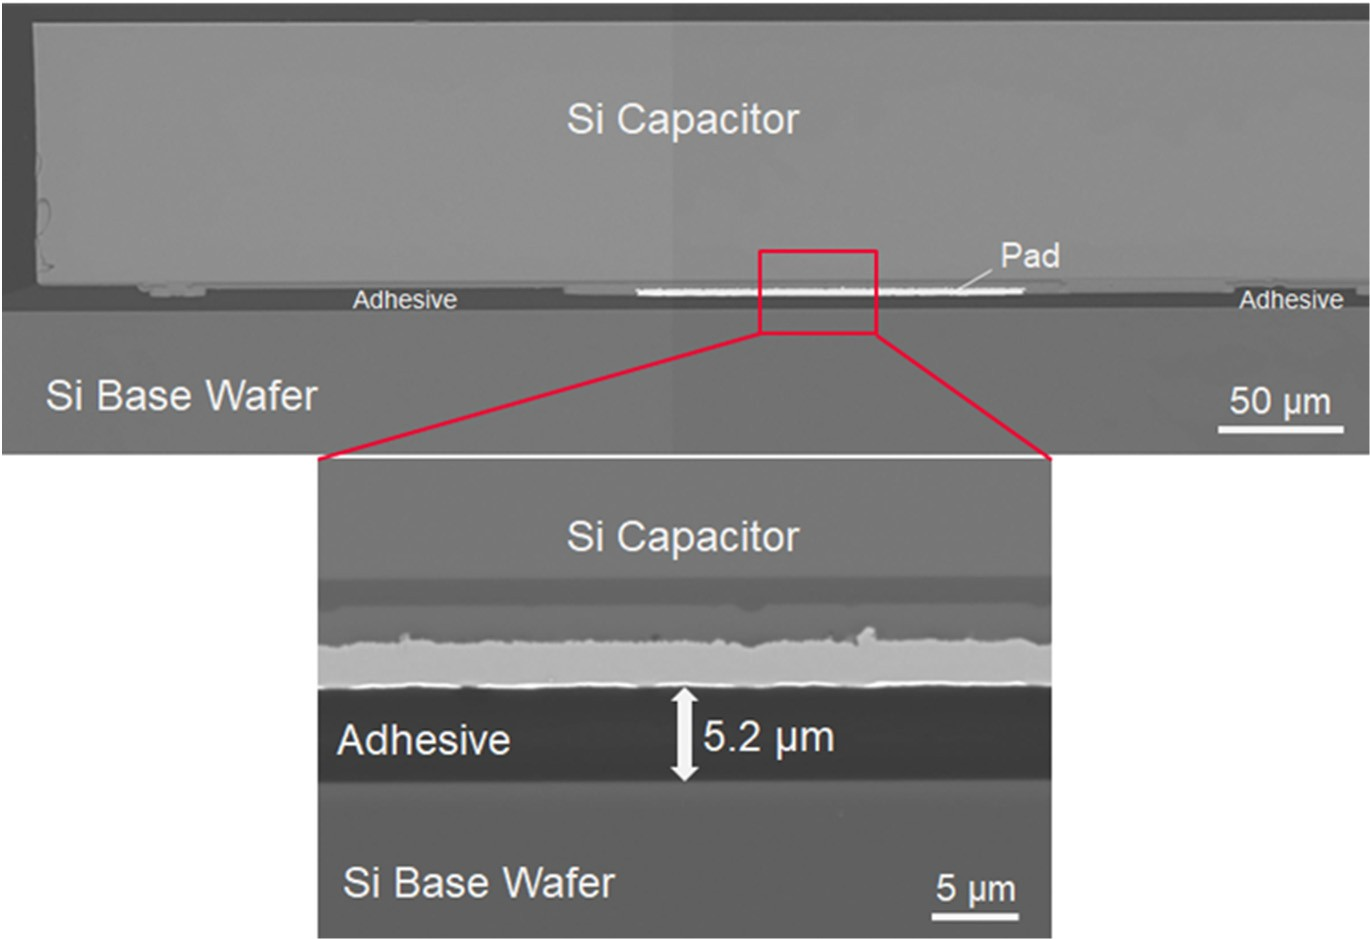 Si Capacitor
Pad
Adhesive
Adhesive
Si Base Wafer
50 µm
Si Capacitor
Adhesive
5.2 µm
Si Base Wafer
5 µm